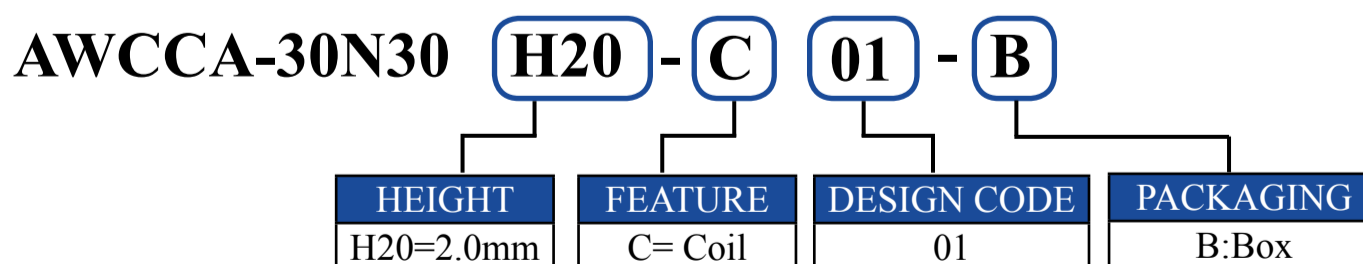 AWCCA-30N30 H20 - C 01 - B
HEIGHT FEATURE DESIGN CODE PACKAGING
H20=2.0mm C= Coil 01 B:Box